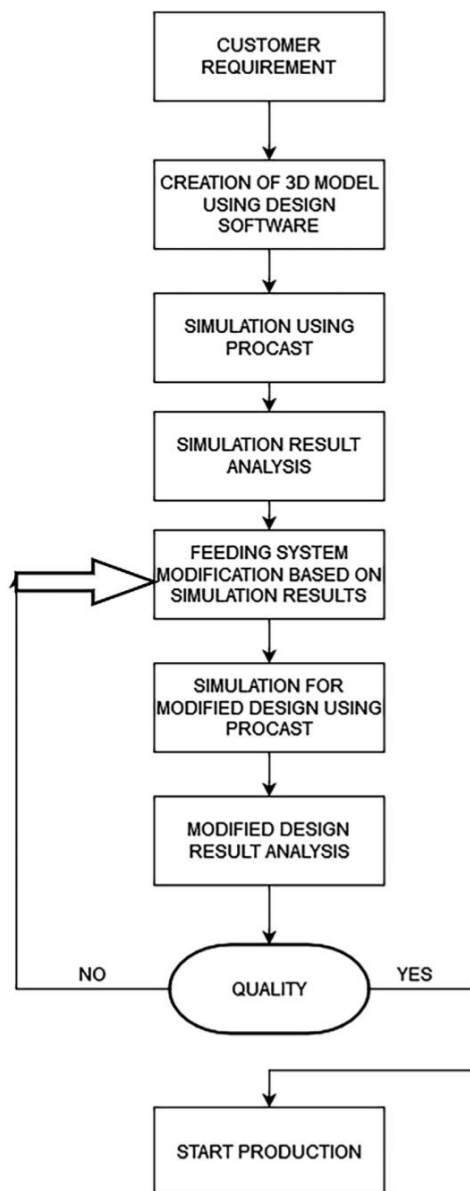 CUSTOMER
REQUIREMENT
CREATION OF 3D MODEL
USING DESIGN
SOFTWARE
SIMULATION USING
PROCAST
SIMULATION RESULT
ANALYSIS
FEEDING SYSTEM
MODIFICATION BASED ON
SIMULATION RESULTS
SIMULATION FOR
MODIFIED DESIGN USING
PROCAST
MODIFIED DESIGN
RESULT ANALYSIS
NO
QUALITY
YES
START PRODUCTION